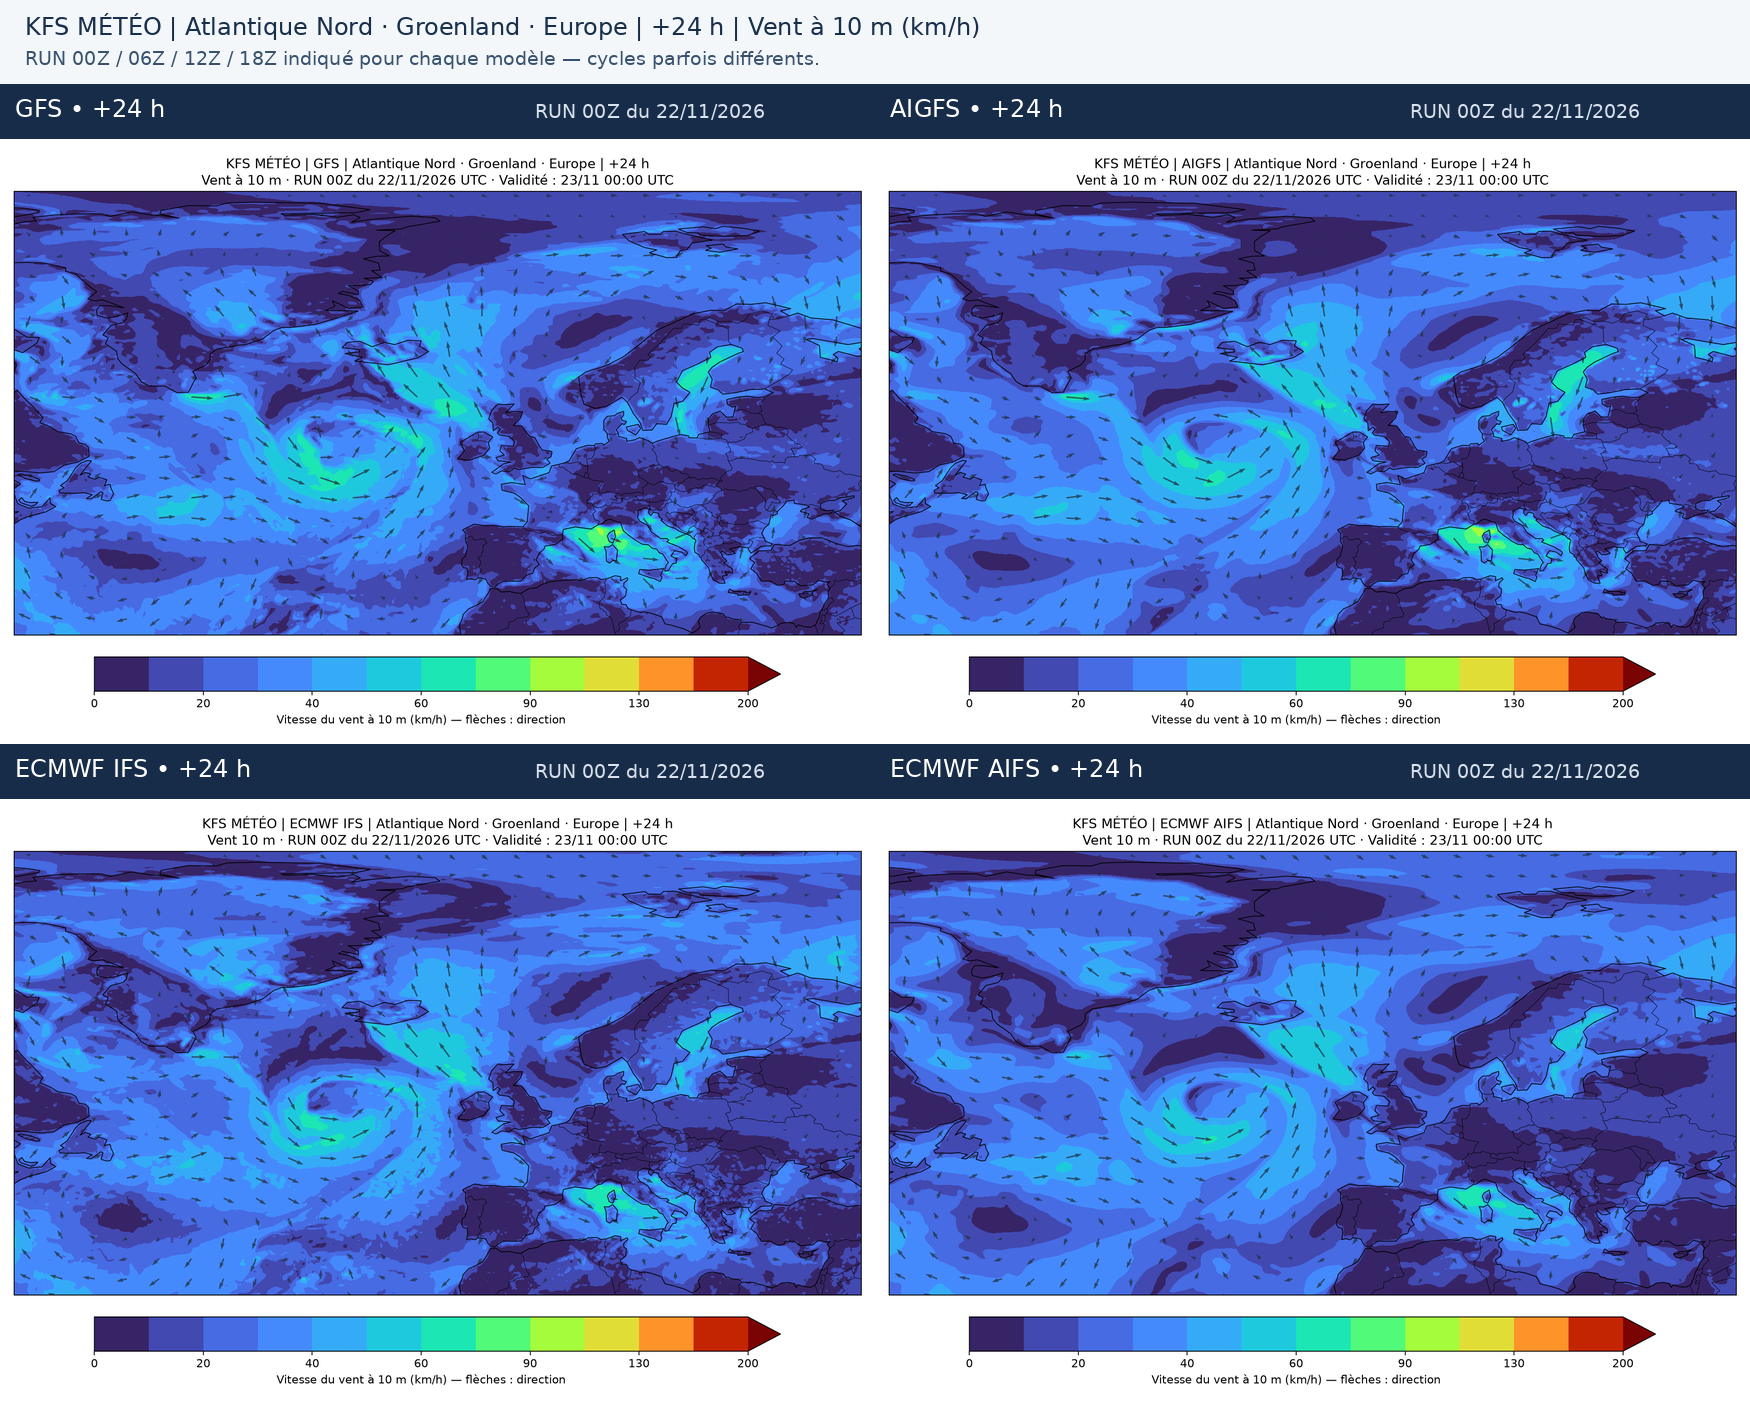 KFS MÉTÉO | Atlantique Nord · Groenland · Europe | +24 h | Vent à 10 m (km/h)
RUN 00Z / 06Z / 12Z / 18Z indiqué pour chaque modèle — cycles parfois différents.
GFS • +24 h
RUN 00Z du 22/11/2026
KFS MÉTÉO | GFS | Atlantique Nord · Groenland · Europe | +24 h
Vent à 10 m · RUN 00Z du 22/11/2026 UTC · Validité : 23/11 00:00 UTC
0 20 40 60 90 130 200
Vitesse du vent à 10 m (km/h) — flèches : direction
AIGFS • +24 h
RUN 00Z du 22/11/2026
KFS MÉTÉO | AIGFS | Atlantique Nord · Groenland · Europe | +24 h
Vent à 10 m · RUN 00Z du 22/11/2026 UTC · Validité : 23/11 00:00 UTC
0 20 40 60 90 130 200
Vitesse du vent à 10 m (km/h) — flèches : direction
ECMWF IFS • +24 h
RUN 00Z du 22/11/2026
KFS MÉTÉO | ECMWF IFS | Atlantique Nord · Groenland · Europe | +24 h
Vent 10 m · RUN 00Z du 22/11/2026 UTC · Validité : 23/11 00:00 UTC
0 20 40 60 90 130 200
Vitesse du vent à 10 m (km/h) — flèches : direction
ECMWF AIFS • +24 h
RUN 00Z du 22/11/2026
KFS MÉTÉO | ECMWF AIFS | Atlantique Nord · Groenland · Europe | +24 h
Vent 10 m · RUN 00Z du 22/11/2026 UTC · Validité : 23/11 00:00 UTC
0 20 40 60 90 130 200
Vitesse du vent à 10 m (km/h) — flèches : direction